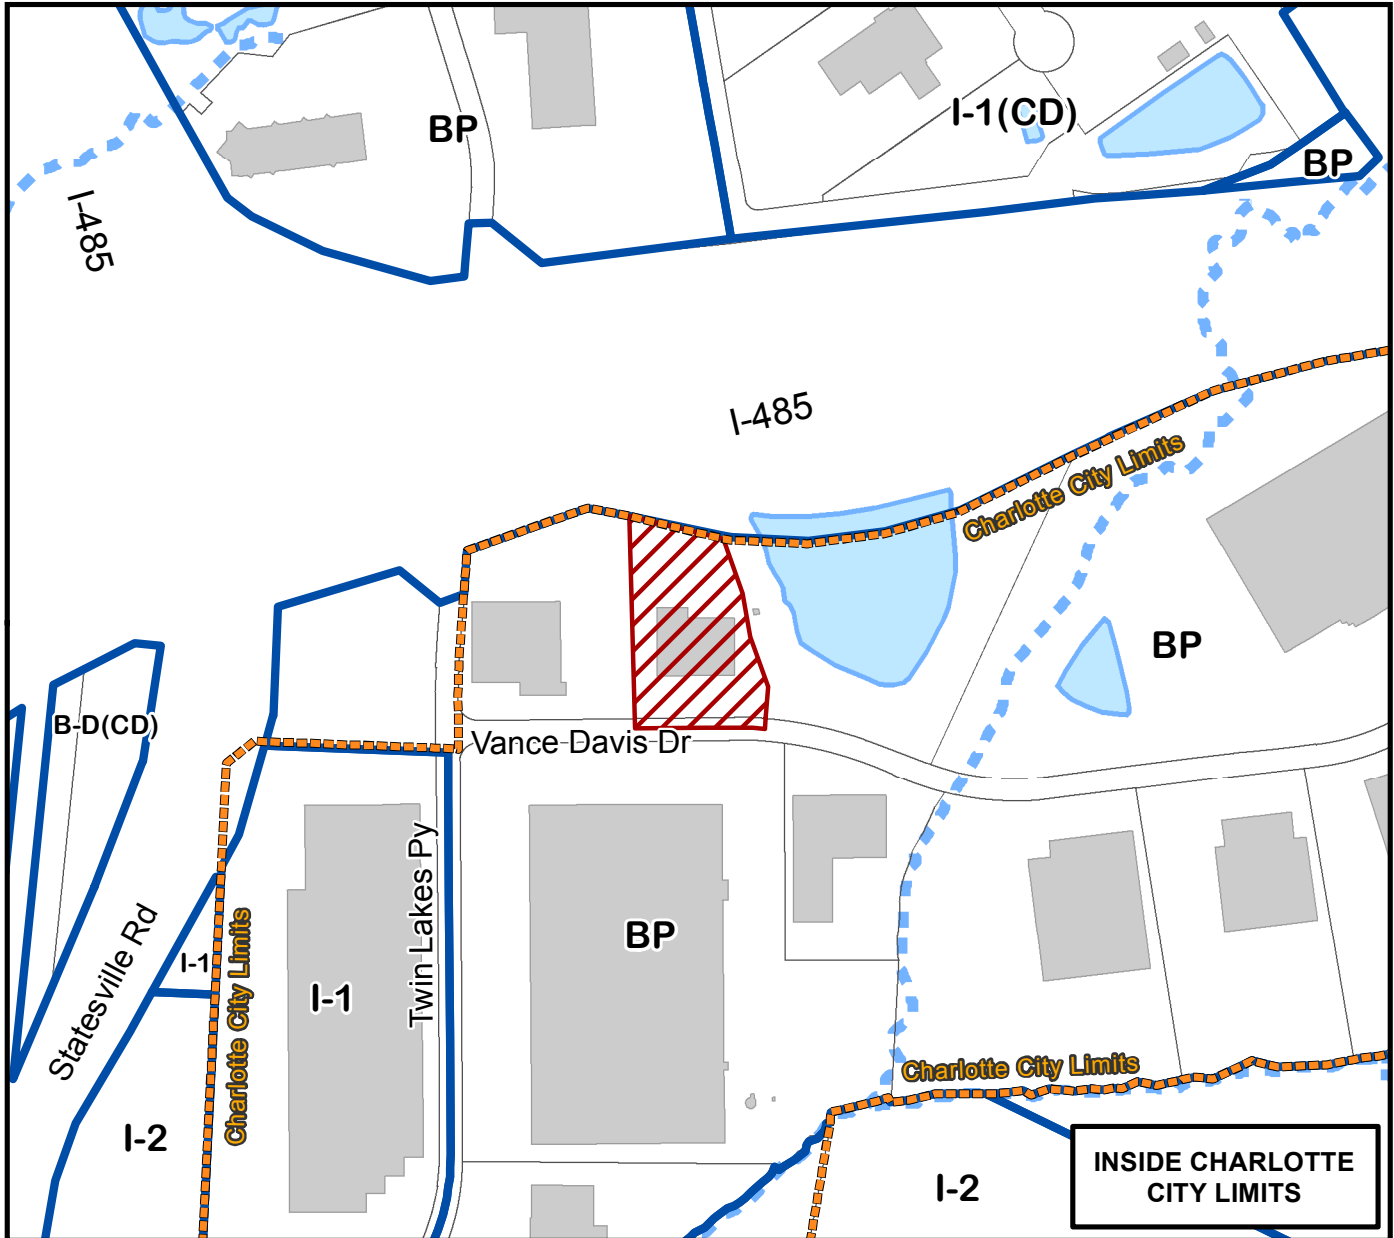 BP
I-1(CD)
BP
I-485
I-485
Charlotte City Limits
BP
B-D(CD)
Vance Davis Dr
Twin Lakes Py
Statesville Rd
BP
I-1
I-1
Charlotte City Limits
Charlotte City Limits
I-2
I-2
INSIDE CHARLOTTE
CITY LIMITS